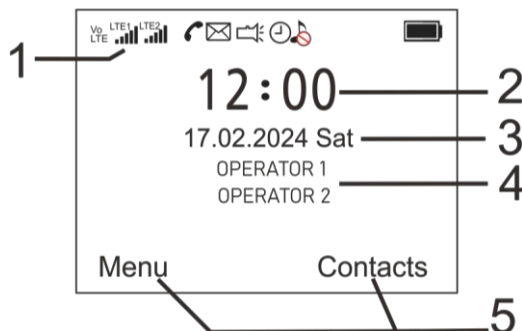 Vo LTE LTE1 LTE2
1
12:00
2
17.02.2024 Sat
3
OPERATOR 1
OPERATOR 2
4
Menu Contacts
5